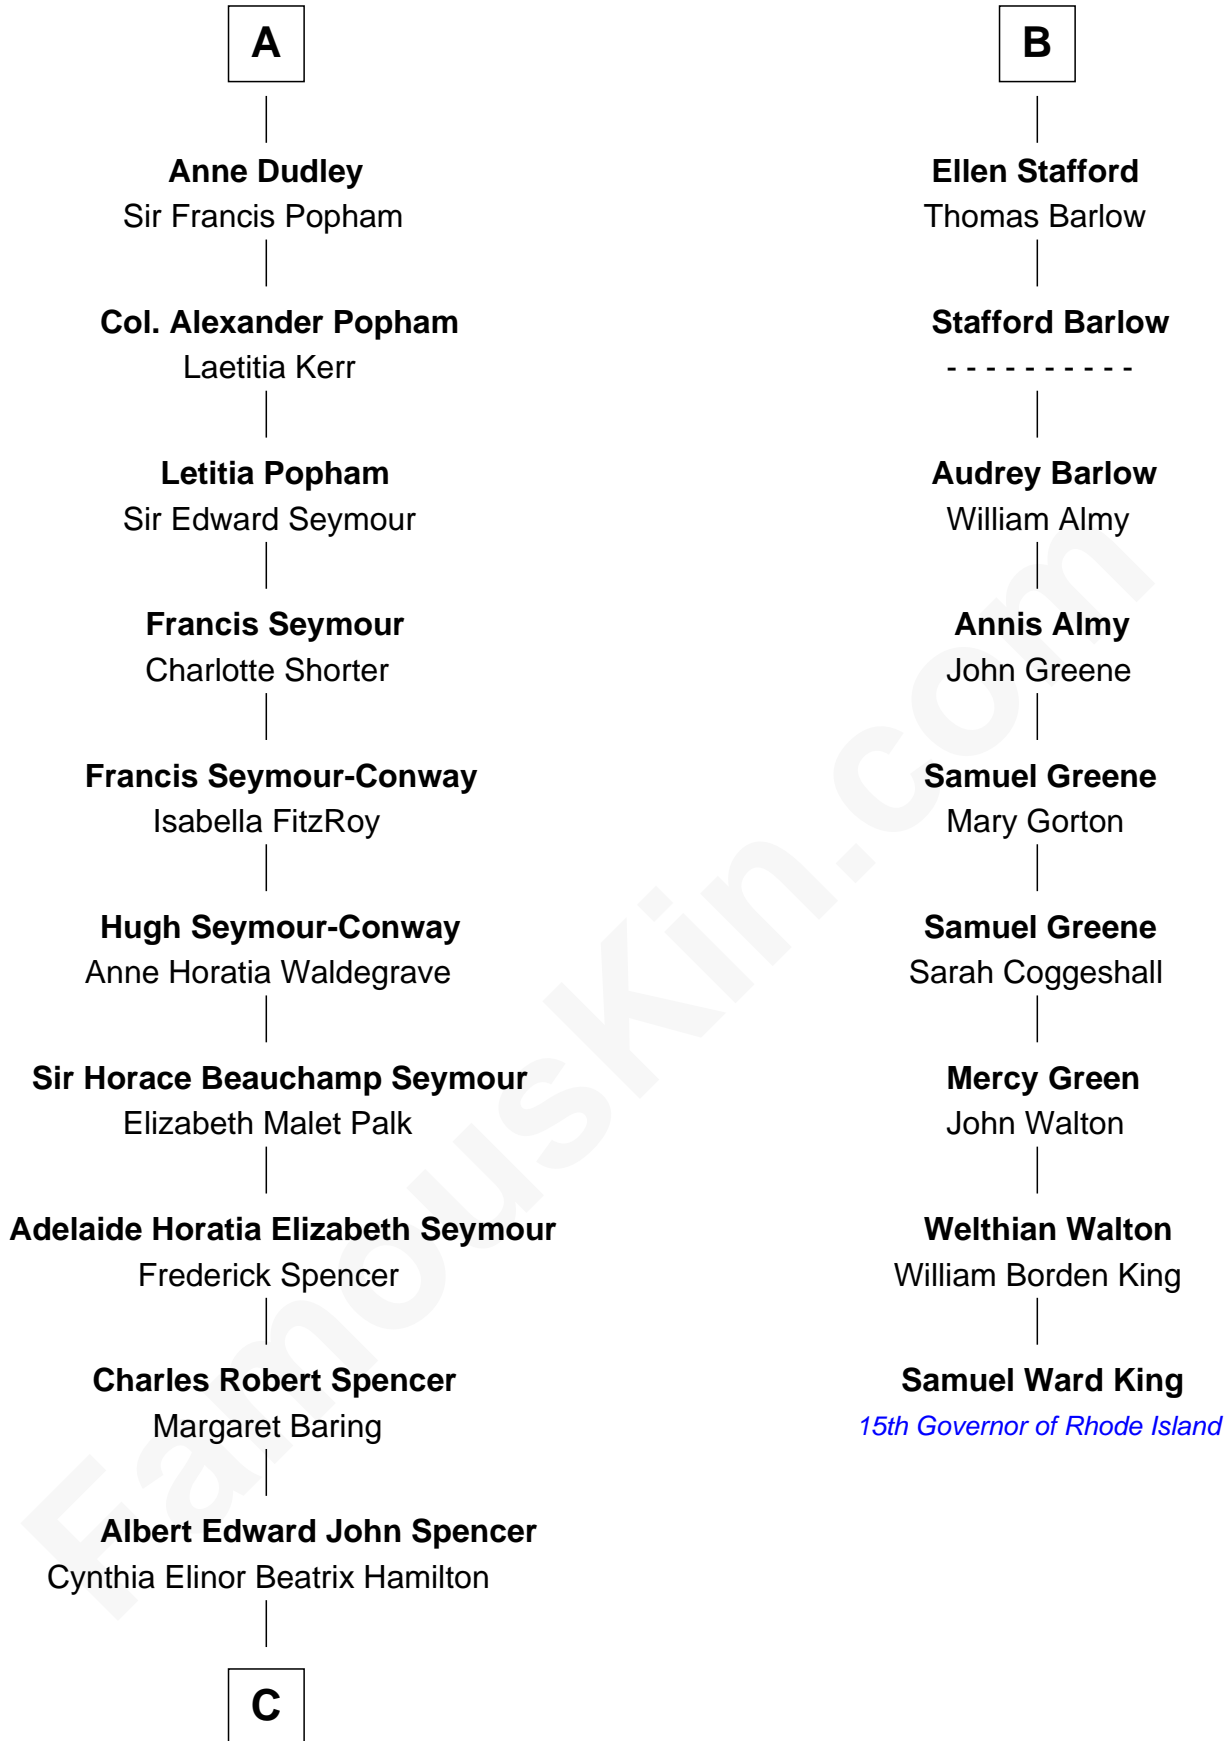 A
Anne Dudley
Sir Francis Popham
Col. Alexander Popham
Laetitia Kerr
Letitia Popham
Sir Edward Seymour
Francis Seymour
Charlotte Shorter
Francis Seymour-Conway
Isabella FitzRoy
Hugh Seymour-Conway
Anne Horatia Waldegrave
Sir Horace Beauchamp Seymour
Elizabeth Malet Palk
Adelaide Horatia Elizabeth Seymour
Frederick Spencer
Charles Robert Spencer
Margaret Baring
Albert Edward John Spencer
Cynthia Elinor Beatrix Hamilton
C
B
Ellen Stafford
Thomas Barlow
Stafford Barlow
- - - - - - - - - -
Audrey Barlow
William Almy
Annis Almy
John Greene
Samuel Greene
Mary Gorton
Samuel Greene
Sarah Coggeshall
Mercy Green
John Walton
Welthian Walton
William Borden King
Samuel Ward King
15th Governor of Rhode Island
FamousKin.com